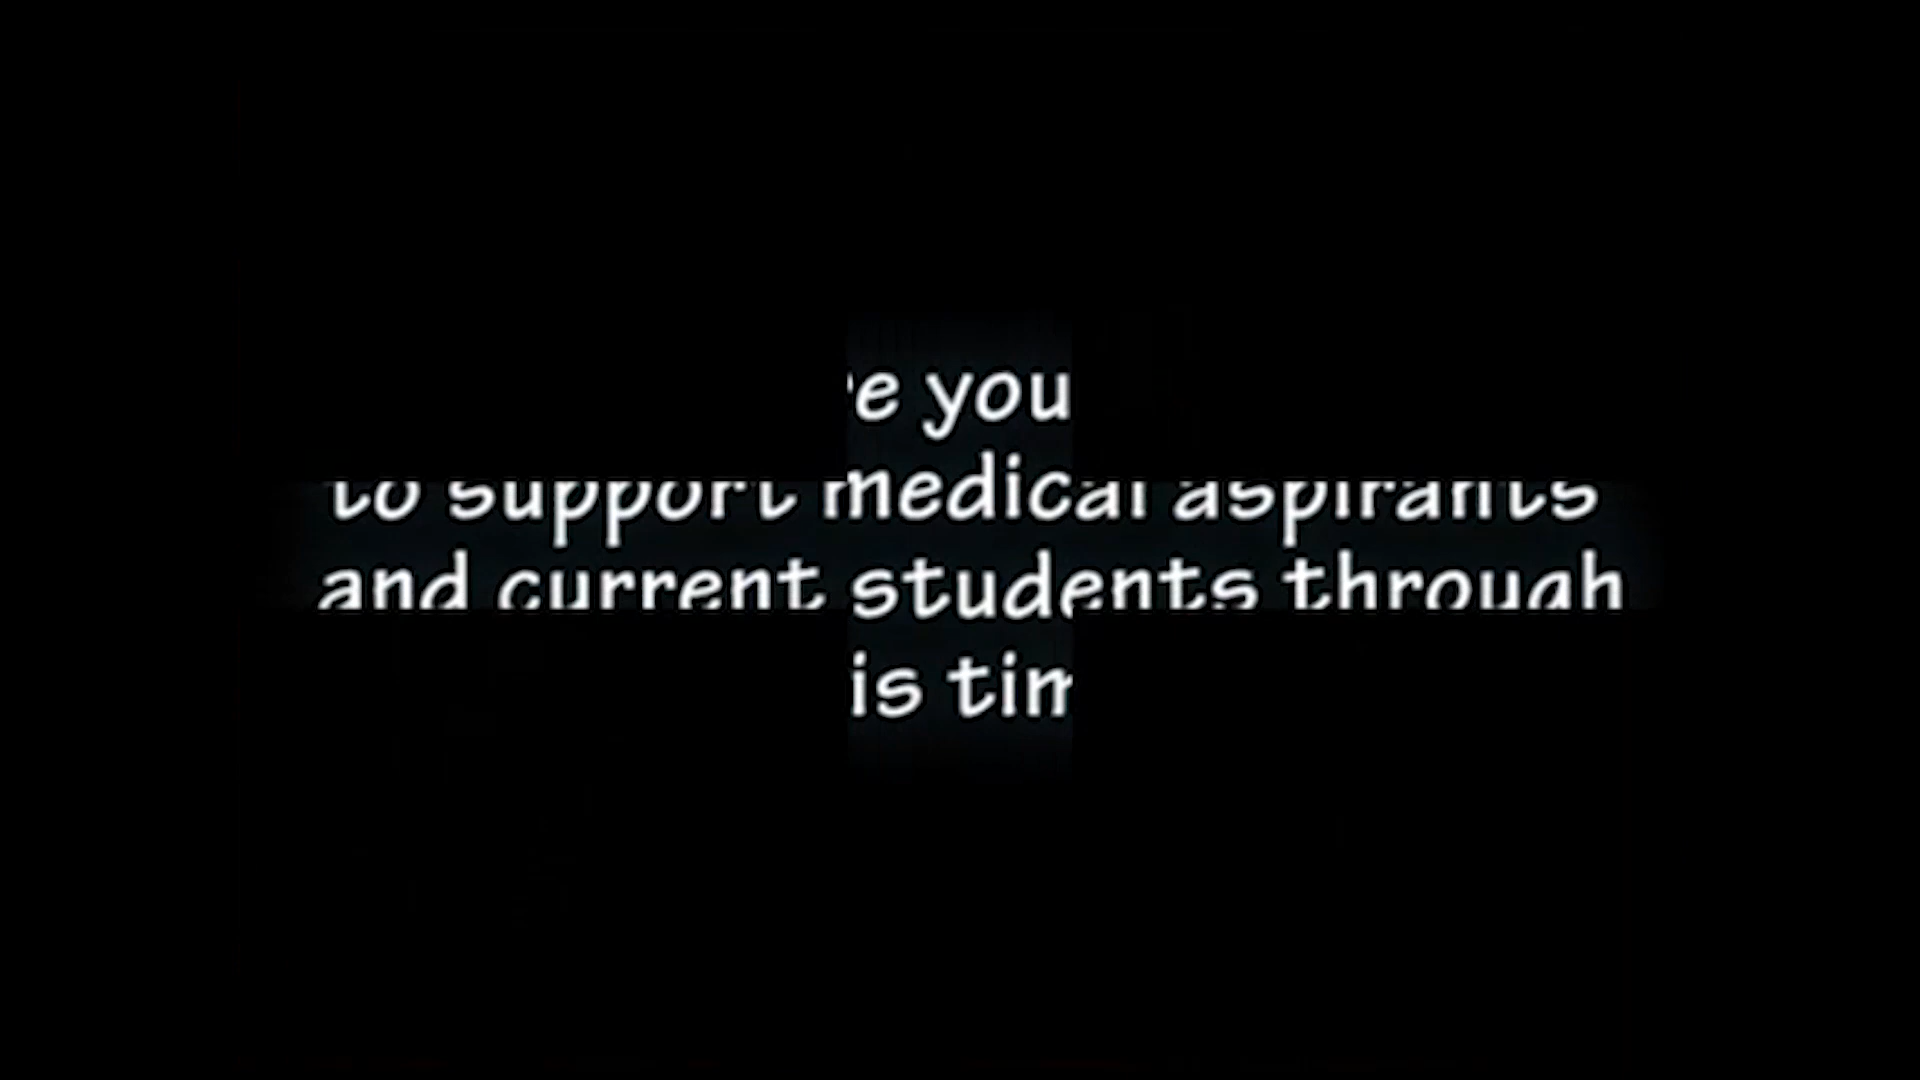 e you
to support medical aspirants
and current students through
is tim